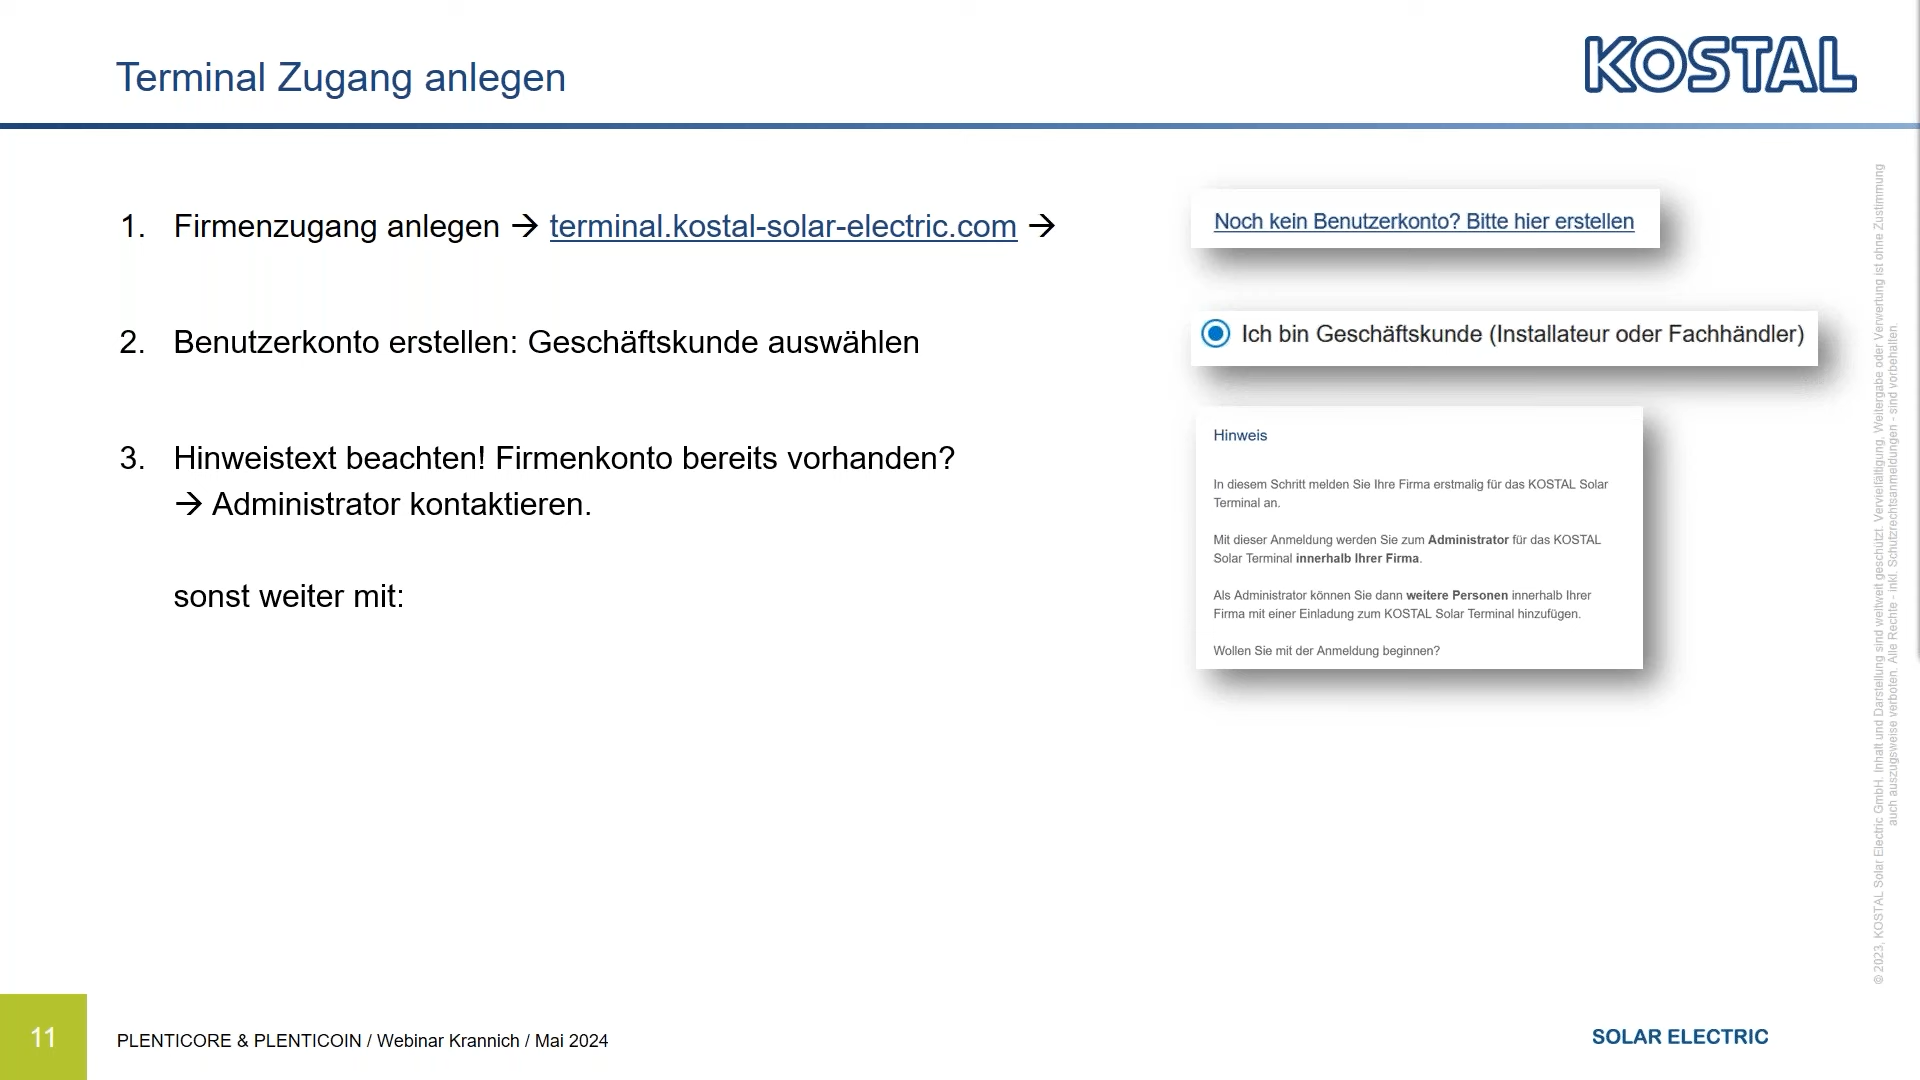 Terminal Zugang anlegen
KOSTAL
1. Firmenzugang anlegen → terminal.kostal-solar-electric.com →
Noch kein Benutzerkonto? Bitte hier erstellen
2. Benutzerkonto erstellen: Geschäftskunde auswählen
Ich bin Geschäftskunde (Installateur oder Fachhändler)
3. Hinweistext beachten! Firmenkonto bereits vorhanden?
→ Administrator kontaktieren.
sonst weiter mit:
Hinweis
In diesem Schritt melden Sie Ihre Firma erstmalig für das KOSTAL Solar
Terminal an.
Mit dieser Anmeldung werden Sie zum Administrator für das KOSTAL
Solar Terminal innerhalb Ihrer Firma.
Als Administrator können Sie dann weitere Personen innerhalb Ihrer
Firma mit einer Einladung zum KOSTAL Solar Terminal hinzufügen.
Wollen Sie mit der Anmeldung beginnen?
© 2023, KOSTAL Solar Electric GmbH. Inhalt und Darstellung sind weltweit geschützt. Vervielfältigung, Weitergabe oder Verwertung ist ohne Zustimmung
auch auszugsweise verboten. Alle Rechte - inkl. Schutzrechtsanmeldungen - sind vorbehalten.
11
PLENTICORE & PLENTICOIN / Webinar Krannich / Mai 2024
SOLAR ELECTRIC